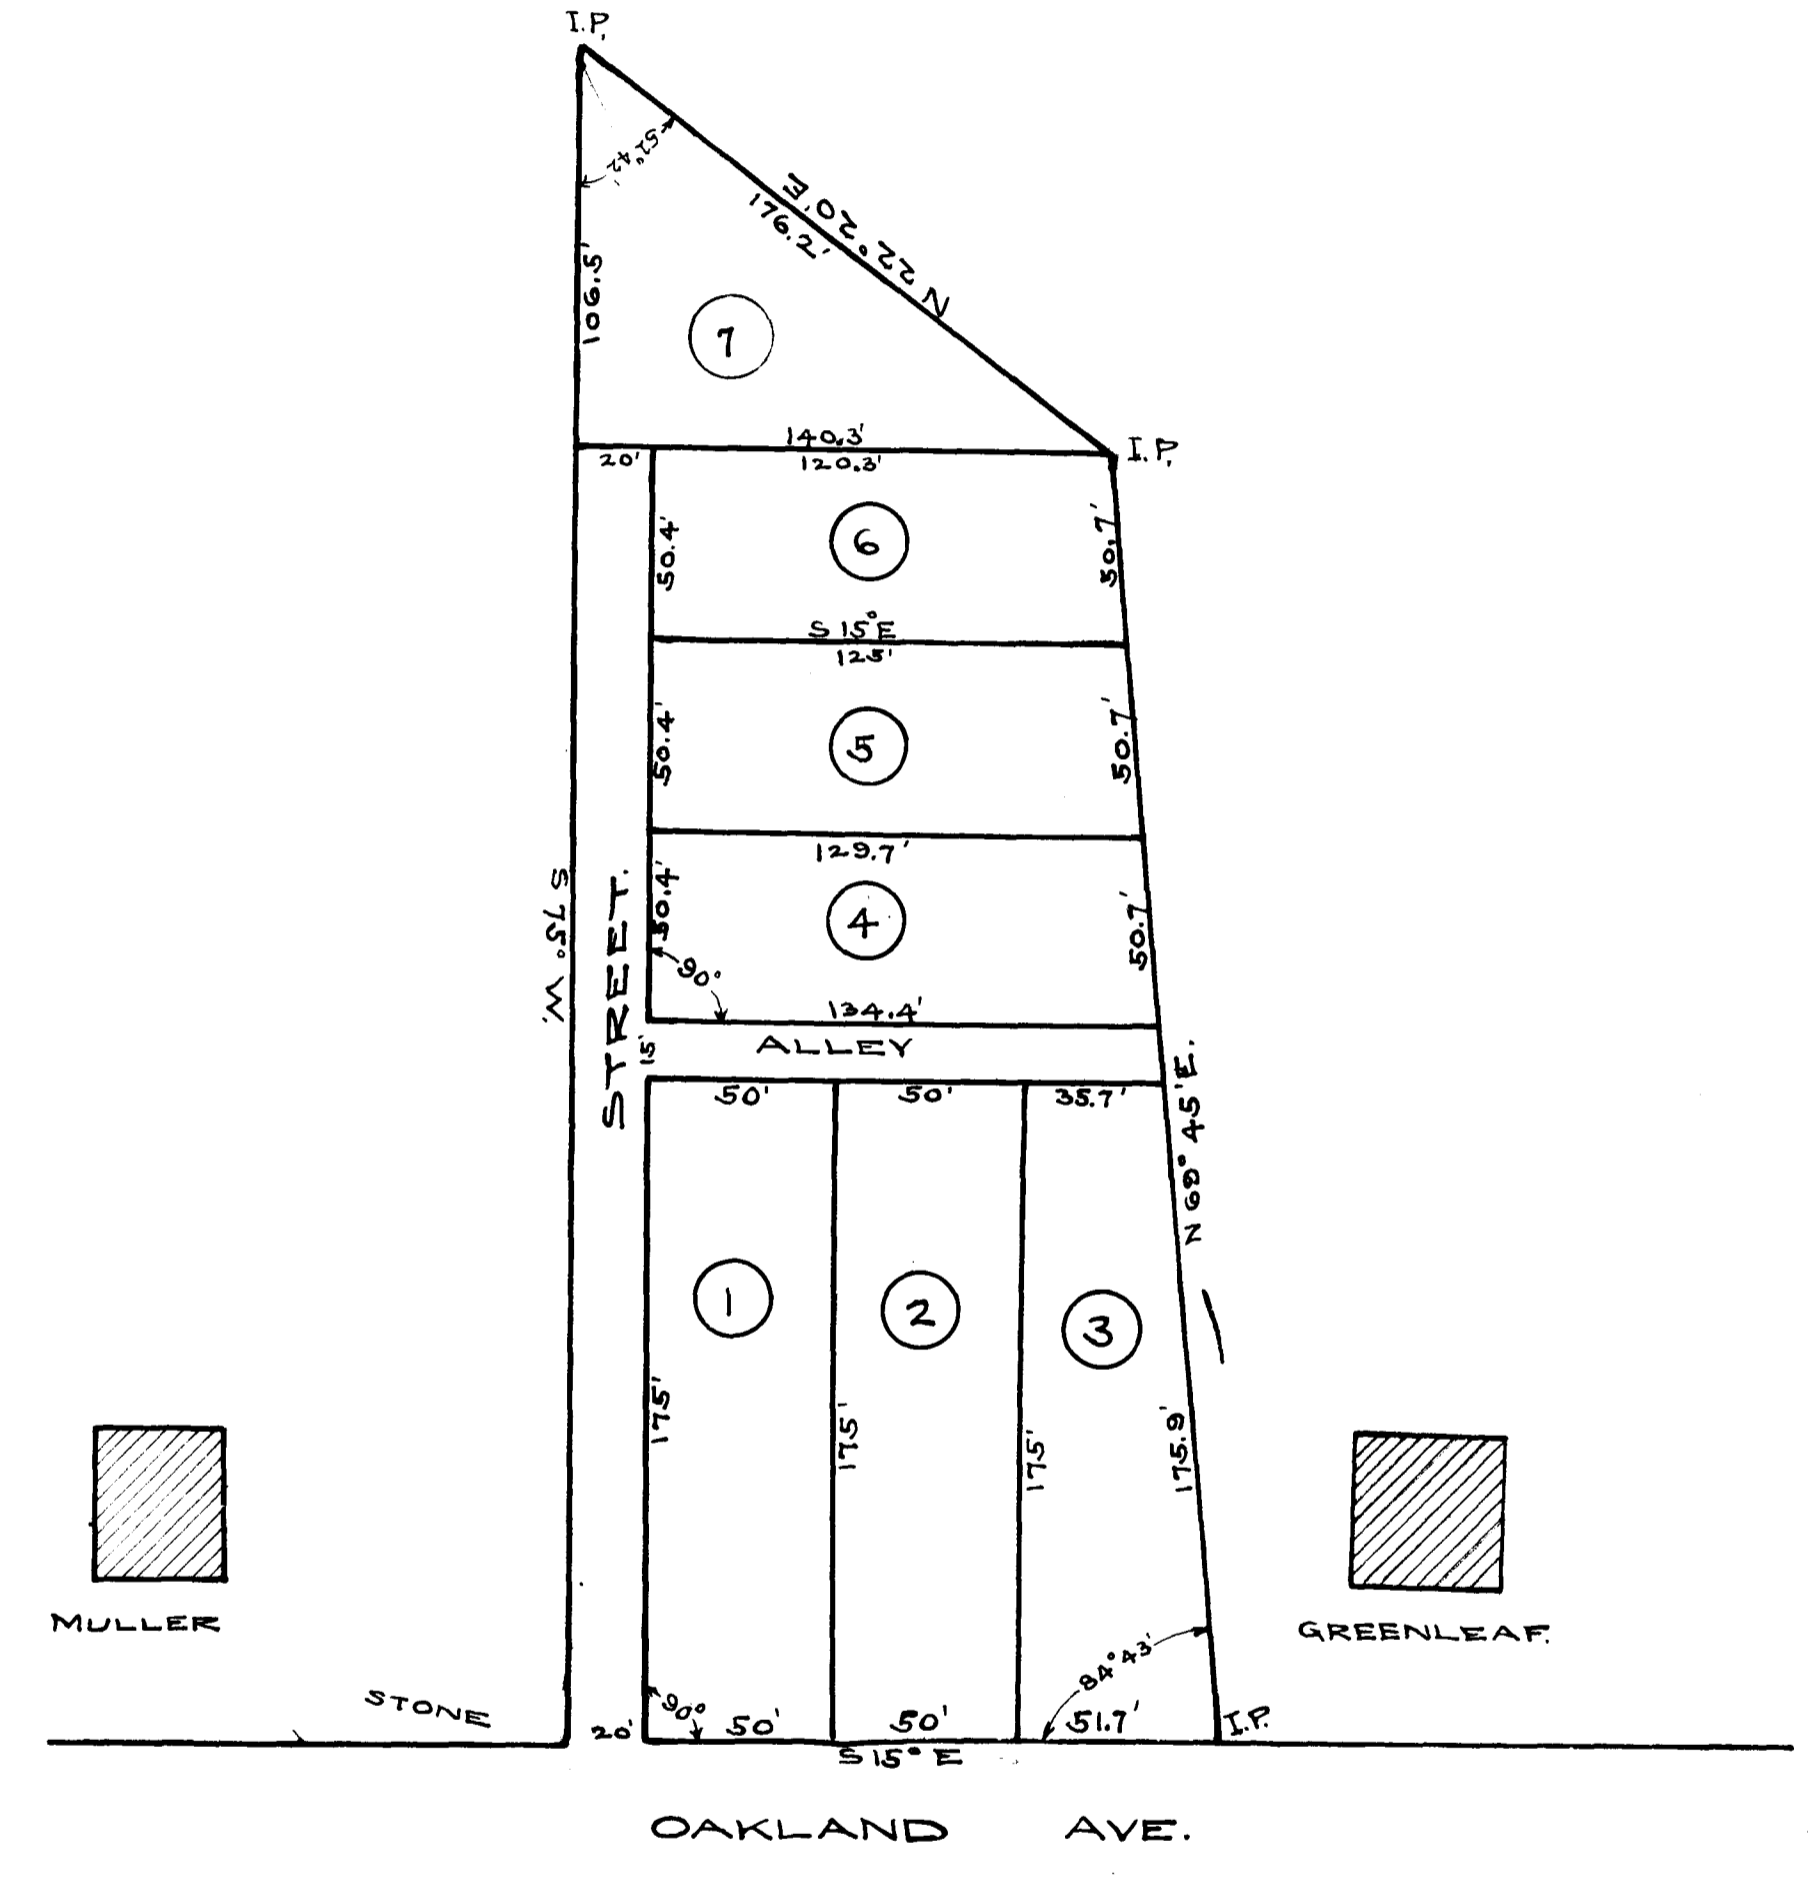 I.P.
52° 42'
N 22° 20' E
176.2'
106.5'
7
140.3'
I.P.
20'
120.3'
50.4'
6
50.7'
S 15° E
125'
50.4'
5
50.7'
129.7'
S 75° W.
STREET.
50.4'
4
50.7'
90°
134.4'
15'
ALLEY
50'
50'
35.7'
N 69° 45' E.
1
2
3
175'
175'
175'
175.9'
MULLER
GREENLEAF.
84° 43'
STONE
20'
90°
50'
50'
51.7'
I.P.
S 15° E
OAKLAND AVE.